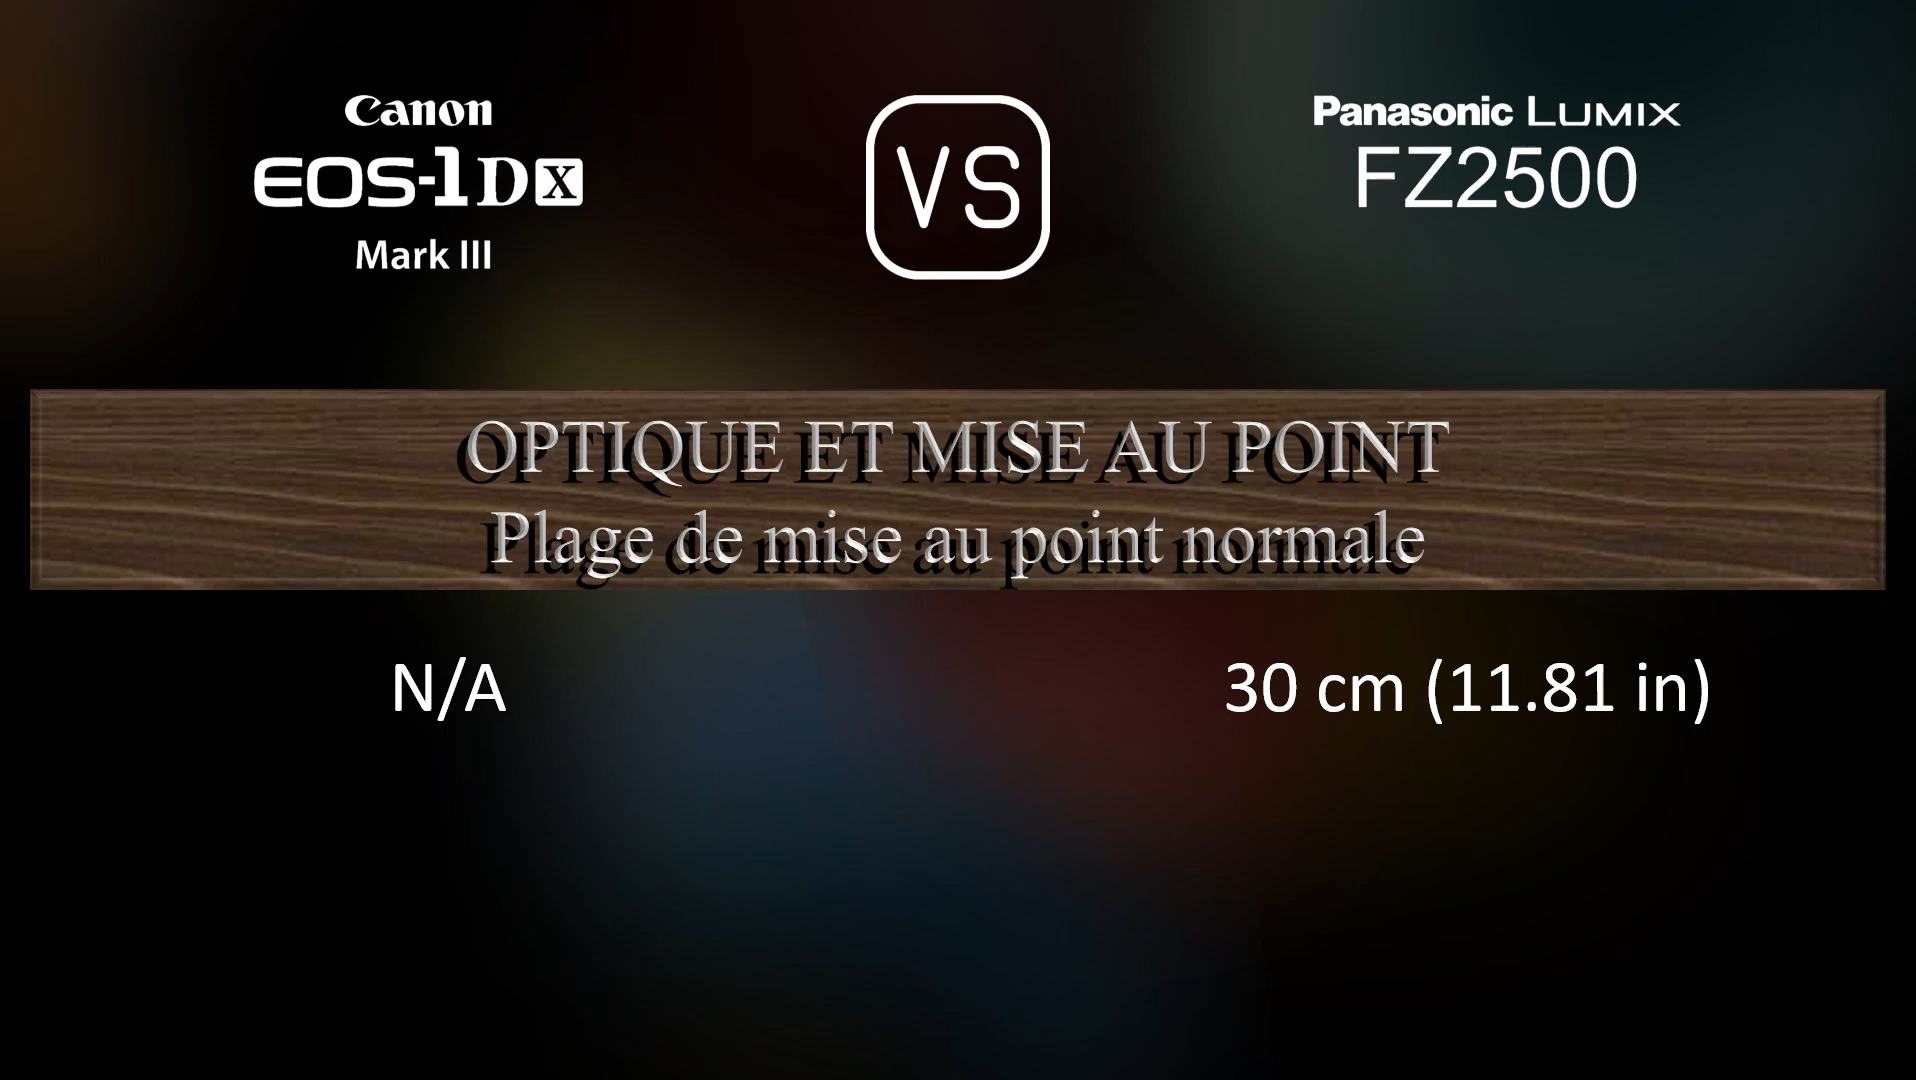 Canon
EOS-1 D X
Mark III
VS
Panasonic LUMIX
FZ2500
OPTIQUE ET MISE AU POINT
Plage de mise au point normale
N/A
30 cm (11.81 in)